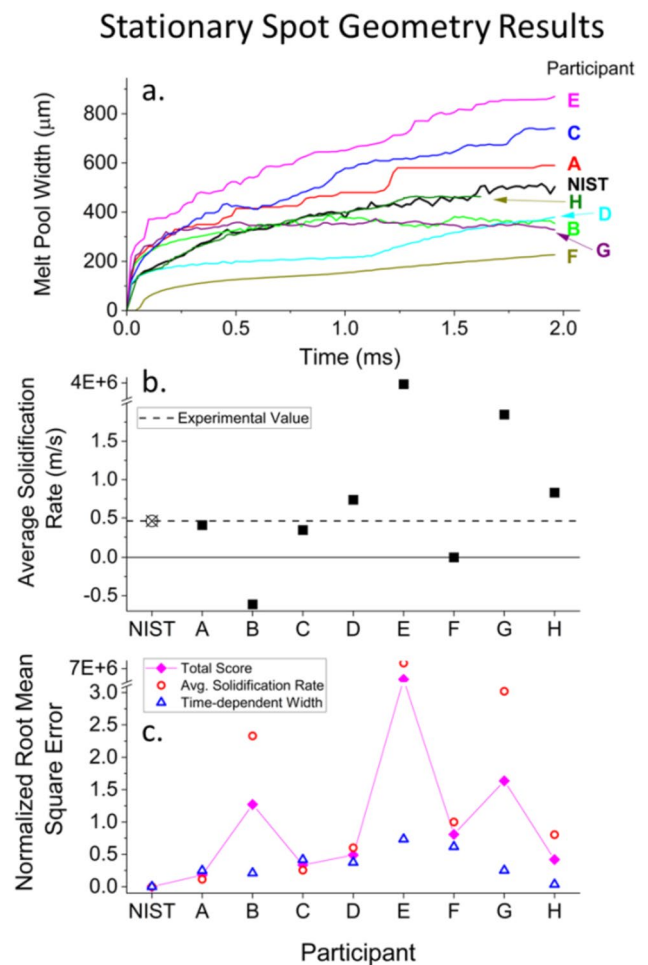 Stationary Spot Geometry Results
Participant
a.
Melt Pool Width (μm)
800
600
400
200
0
E
C
A
NIST
H
D
B
G
F
0.0
0.5
1.0
1.5
2.0
Time (ms)
b.
Average Solidification
Rate (m/s)
4E+6
1.5
1.0
0.5
0.0
-0.5
Experimental Value
NIST A B C D E F G H
c.
Normalized Root Mean
Square Error
7E+6
3.0
2.5
2.0
1.5
1.0
0.5
0.0
Total Score
Avg. Solidification Rate
Time-dependent Width
NIST A B C D E F G H
Participant